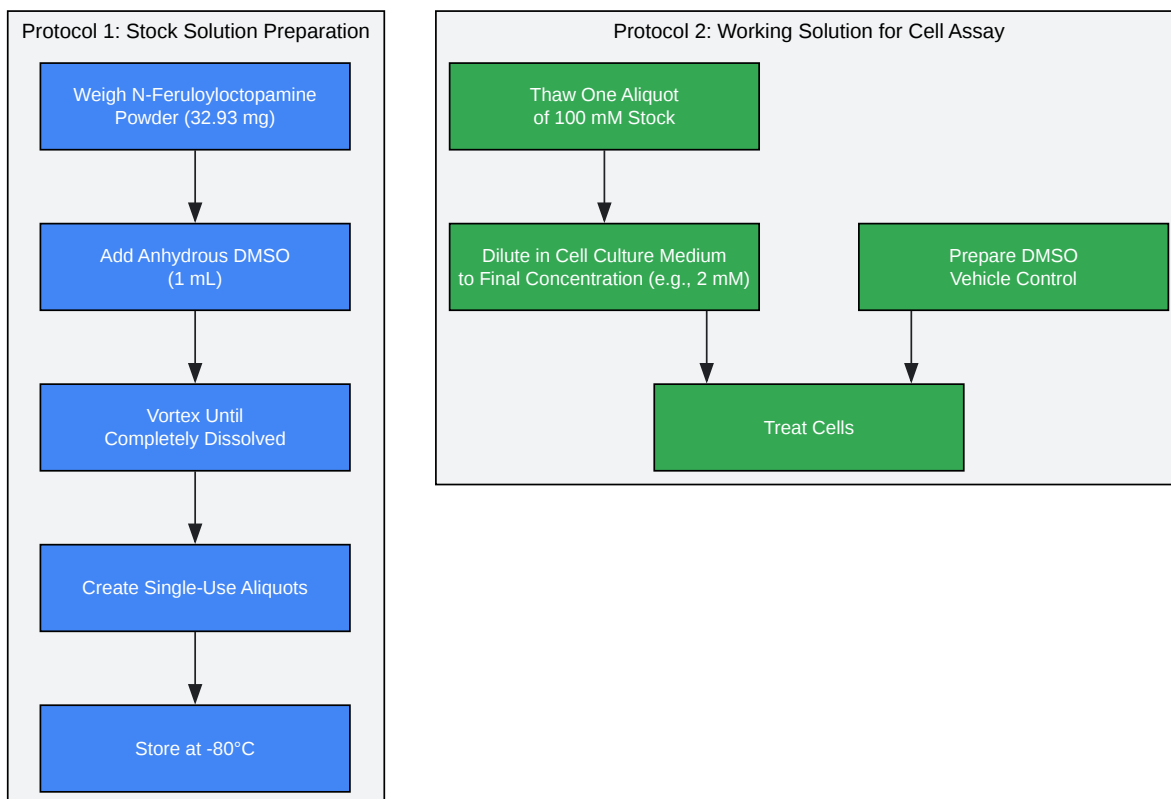 Protocol 1: Stock Solution Preparation
Weigh N-Feruloyloctopamine
Powder (32.93 mg)
Add Anhydrous DMSO
(1 mL)
Vortex Until
Completely Dissolved
Create Single-Use Aliquots
Store at -80°C
Protocol 2: Working Solution for Cell Assay
Thaw One Aliquot
of 100 mM Stock
Dilute in Cell Culture Medium
to Final Concentration (e.g., 2 mM)
Prepare DMSO
Vehicle Control
Treat Cells